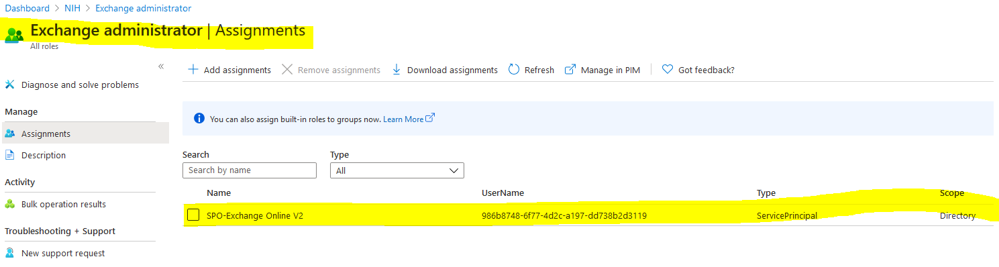 Dashboard > NIH > Exchange administrator
Exchange administrator | Assignments
All roles
«
Add assignments Remove assignments Download assignments Refresh Manage in PIM Got feedback?
Diagnose and solve problems
Manage
Assignments
Description
Activity
Bulk operation results
Troubleshooting + Support
New support request
You can also assign built-in roles to groups now. Learn More
Search Type
Search by name All
Name UserName Type Scope
SPO-Exchange Online V2 986b8748-6f77-4d2c-a197-dd738b2d3119 ServicePrincipal Directory